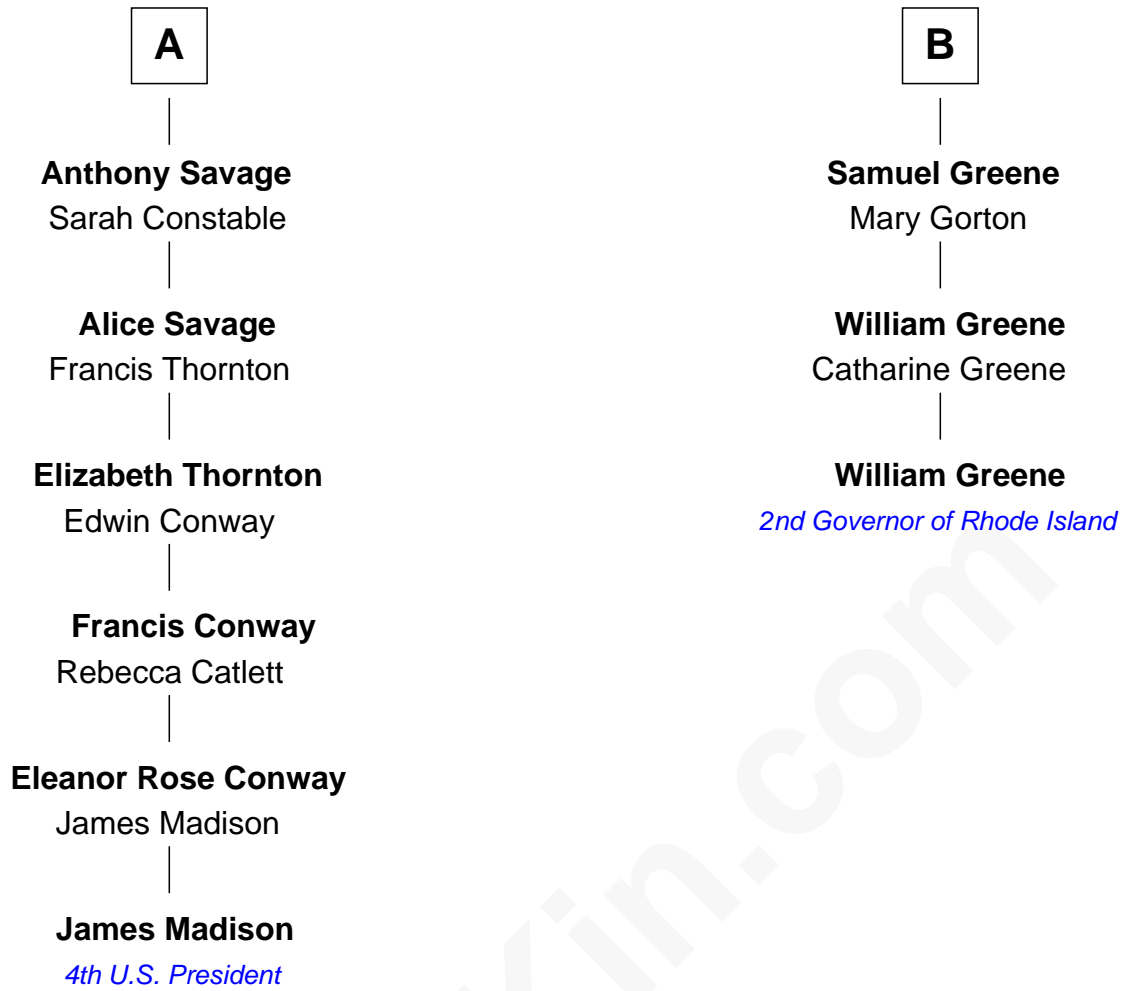 A
Anthony Savage
Sarah Constable
Alice Savage
Francis Thornton
Elizabeth Thornton
Edwin Conway
Francis Conway
Rebecca Catlett
Eleanor Rose Conway
James Madison
James Madison
4th U.S. President
B
Samuel Greene
Mary Gorton
William Greene
Catharine Greene
William Greene
2nd Governor of Rhode Island
Kin.com